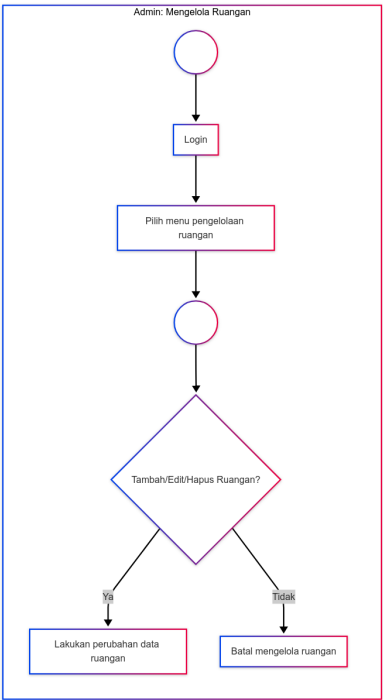 Admin: Mengelola Ruangan
Login
Pilih menu pengelolaan
ruangan
Tambah/Edit/Hapus Ruangan?
Ya
Tidak
Lakukan perubahan data
ruangan
Batal mengelola ruangan